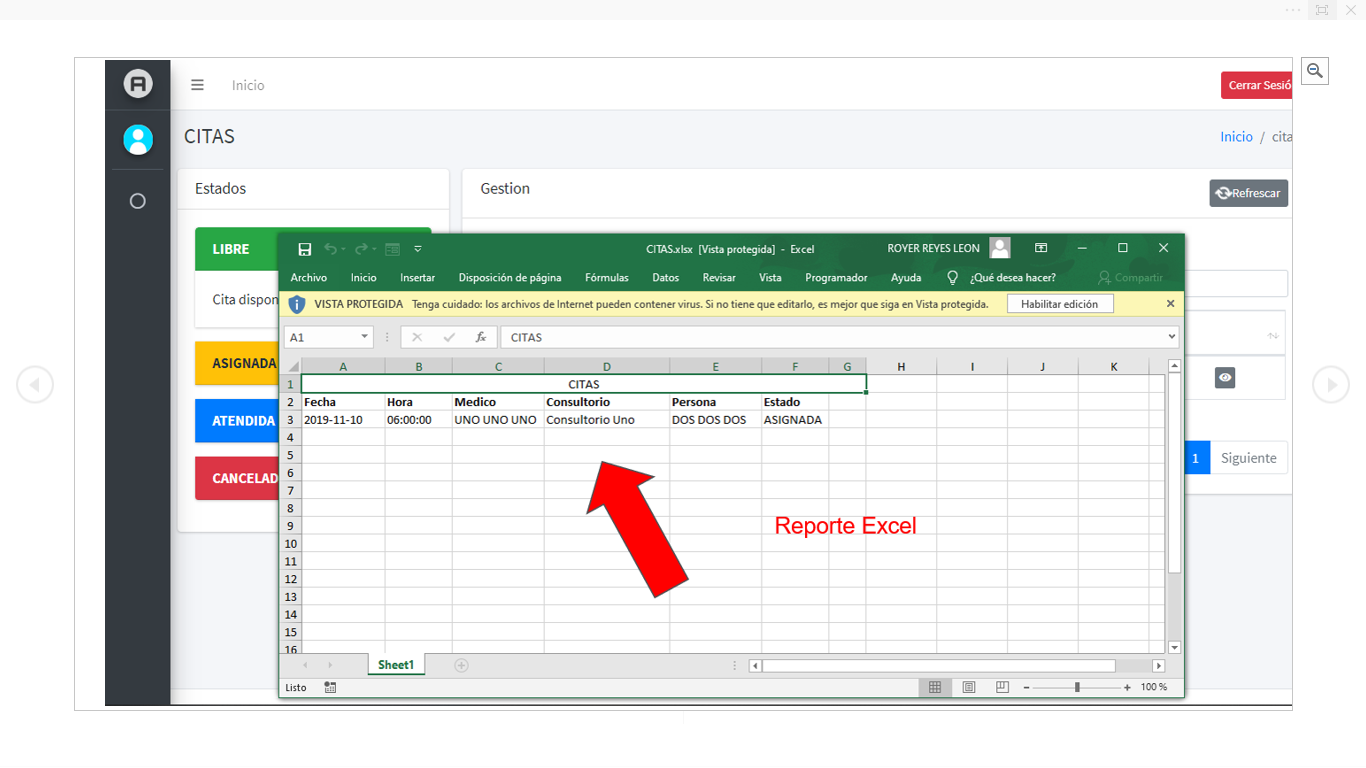 Inicio
Cerrar Sesió
CITAS
Inicio / cita
Estados
Gestion
Refrescar
LIBRE
Cita dispon
ASIGNADA
ATENDIDA
CANCELAD
1 Siguiente
CITAS.xlsx [Vista protegida] - Excel
ROYER REYES LEON
Archivo Inicio Insertar Disposición de página Fórmulas Datos Revisar Vista Programador Ayuda ¿Qué desea hacer? Compartir
VISTA PROTEGIDA Tenga cuidado: los archivos de Internet pueden contener virus. Si no tiene que editarlo, es mejor que siga en Vista protegida. Habilitar edición
A1 fx CITAS
A B C D E F G H I J K
1 CITAS
2 Fecha Hora Medico Consultorio Persona Estado
3 2019-11-10 06:00:00 UNO UNO UNO Consultorio Uno DOS DOS DOS ASIGNADA
4
5
6
7
8
9
10
11
12
13
14
15
16
Reporte Excel
Sheet1
Listo
100 %